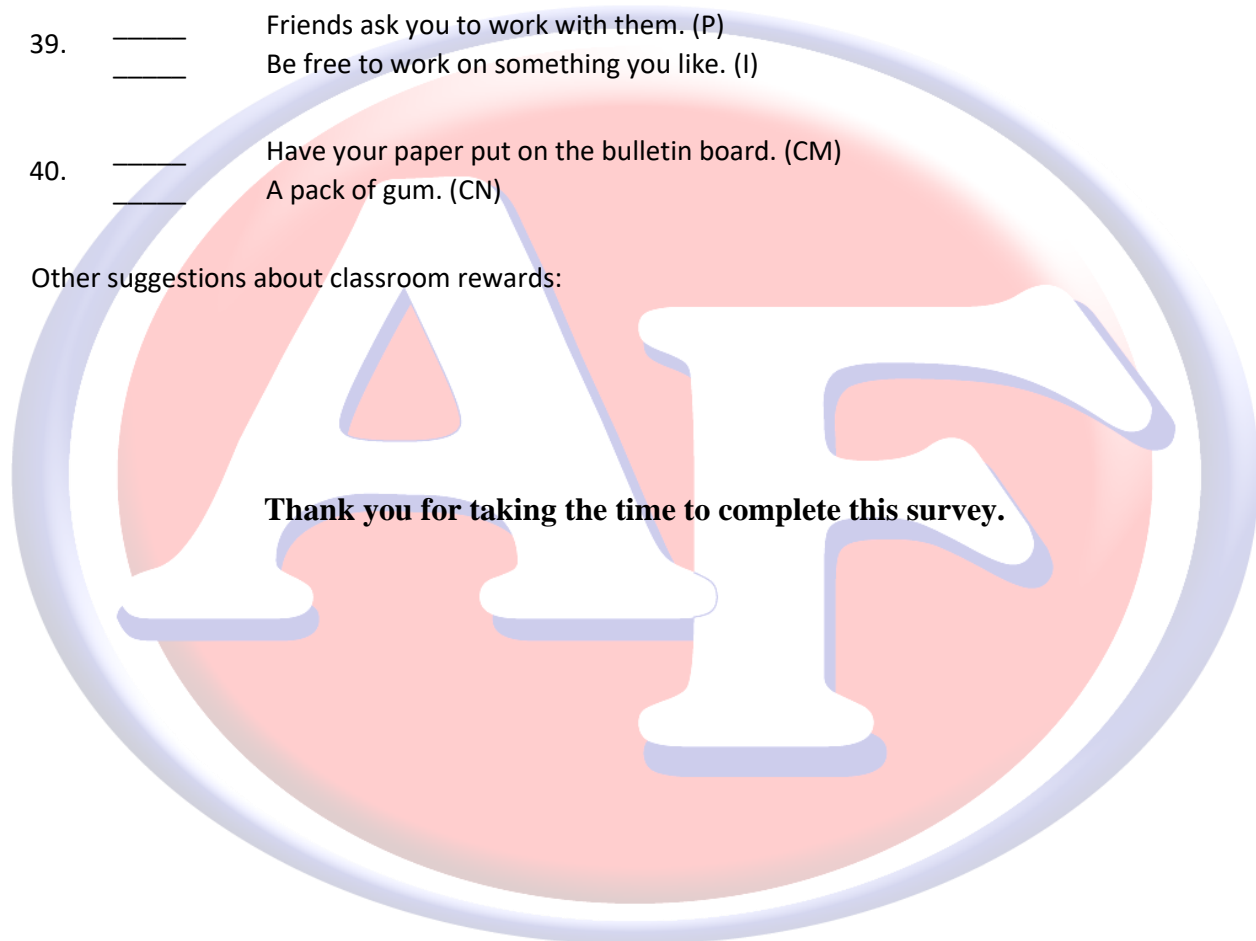 39. _____ Friends ask you to work with them. (P)
_____ Be free to work on something you like. (I)
40. _____ Have your paper put on the bulletin board. (CM)
_____ A pack of gum. (CN)
Other suggestions about classroom rewards:
AF
Thank you for taking the time to complete this survey.